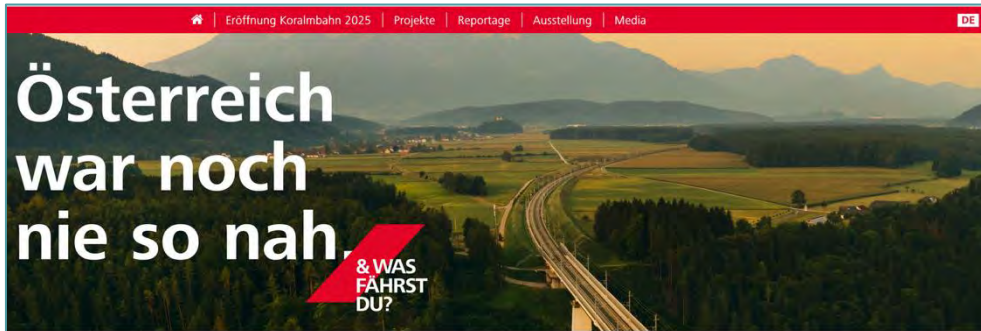 Eröffnung Koralmbahn 2025 | Projekte | Reportage | Ausstellung | Media
DE
Österreich
war noch
nie so nah.
& WAS
FÄHRST
DU?